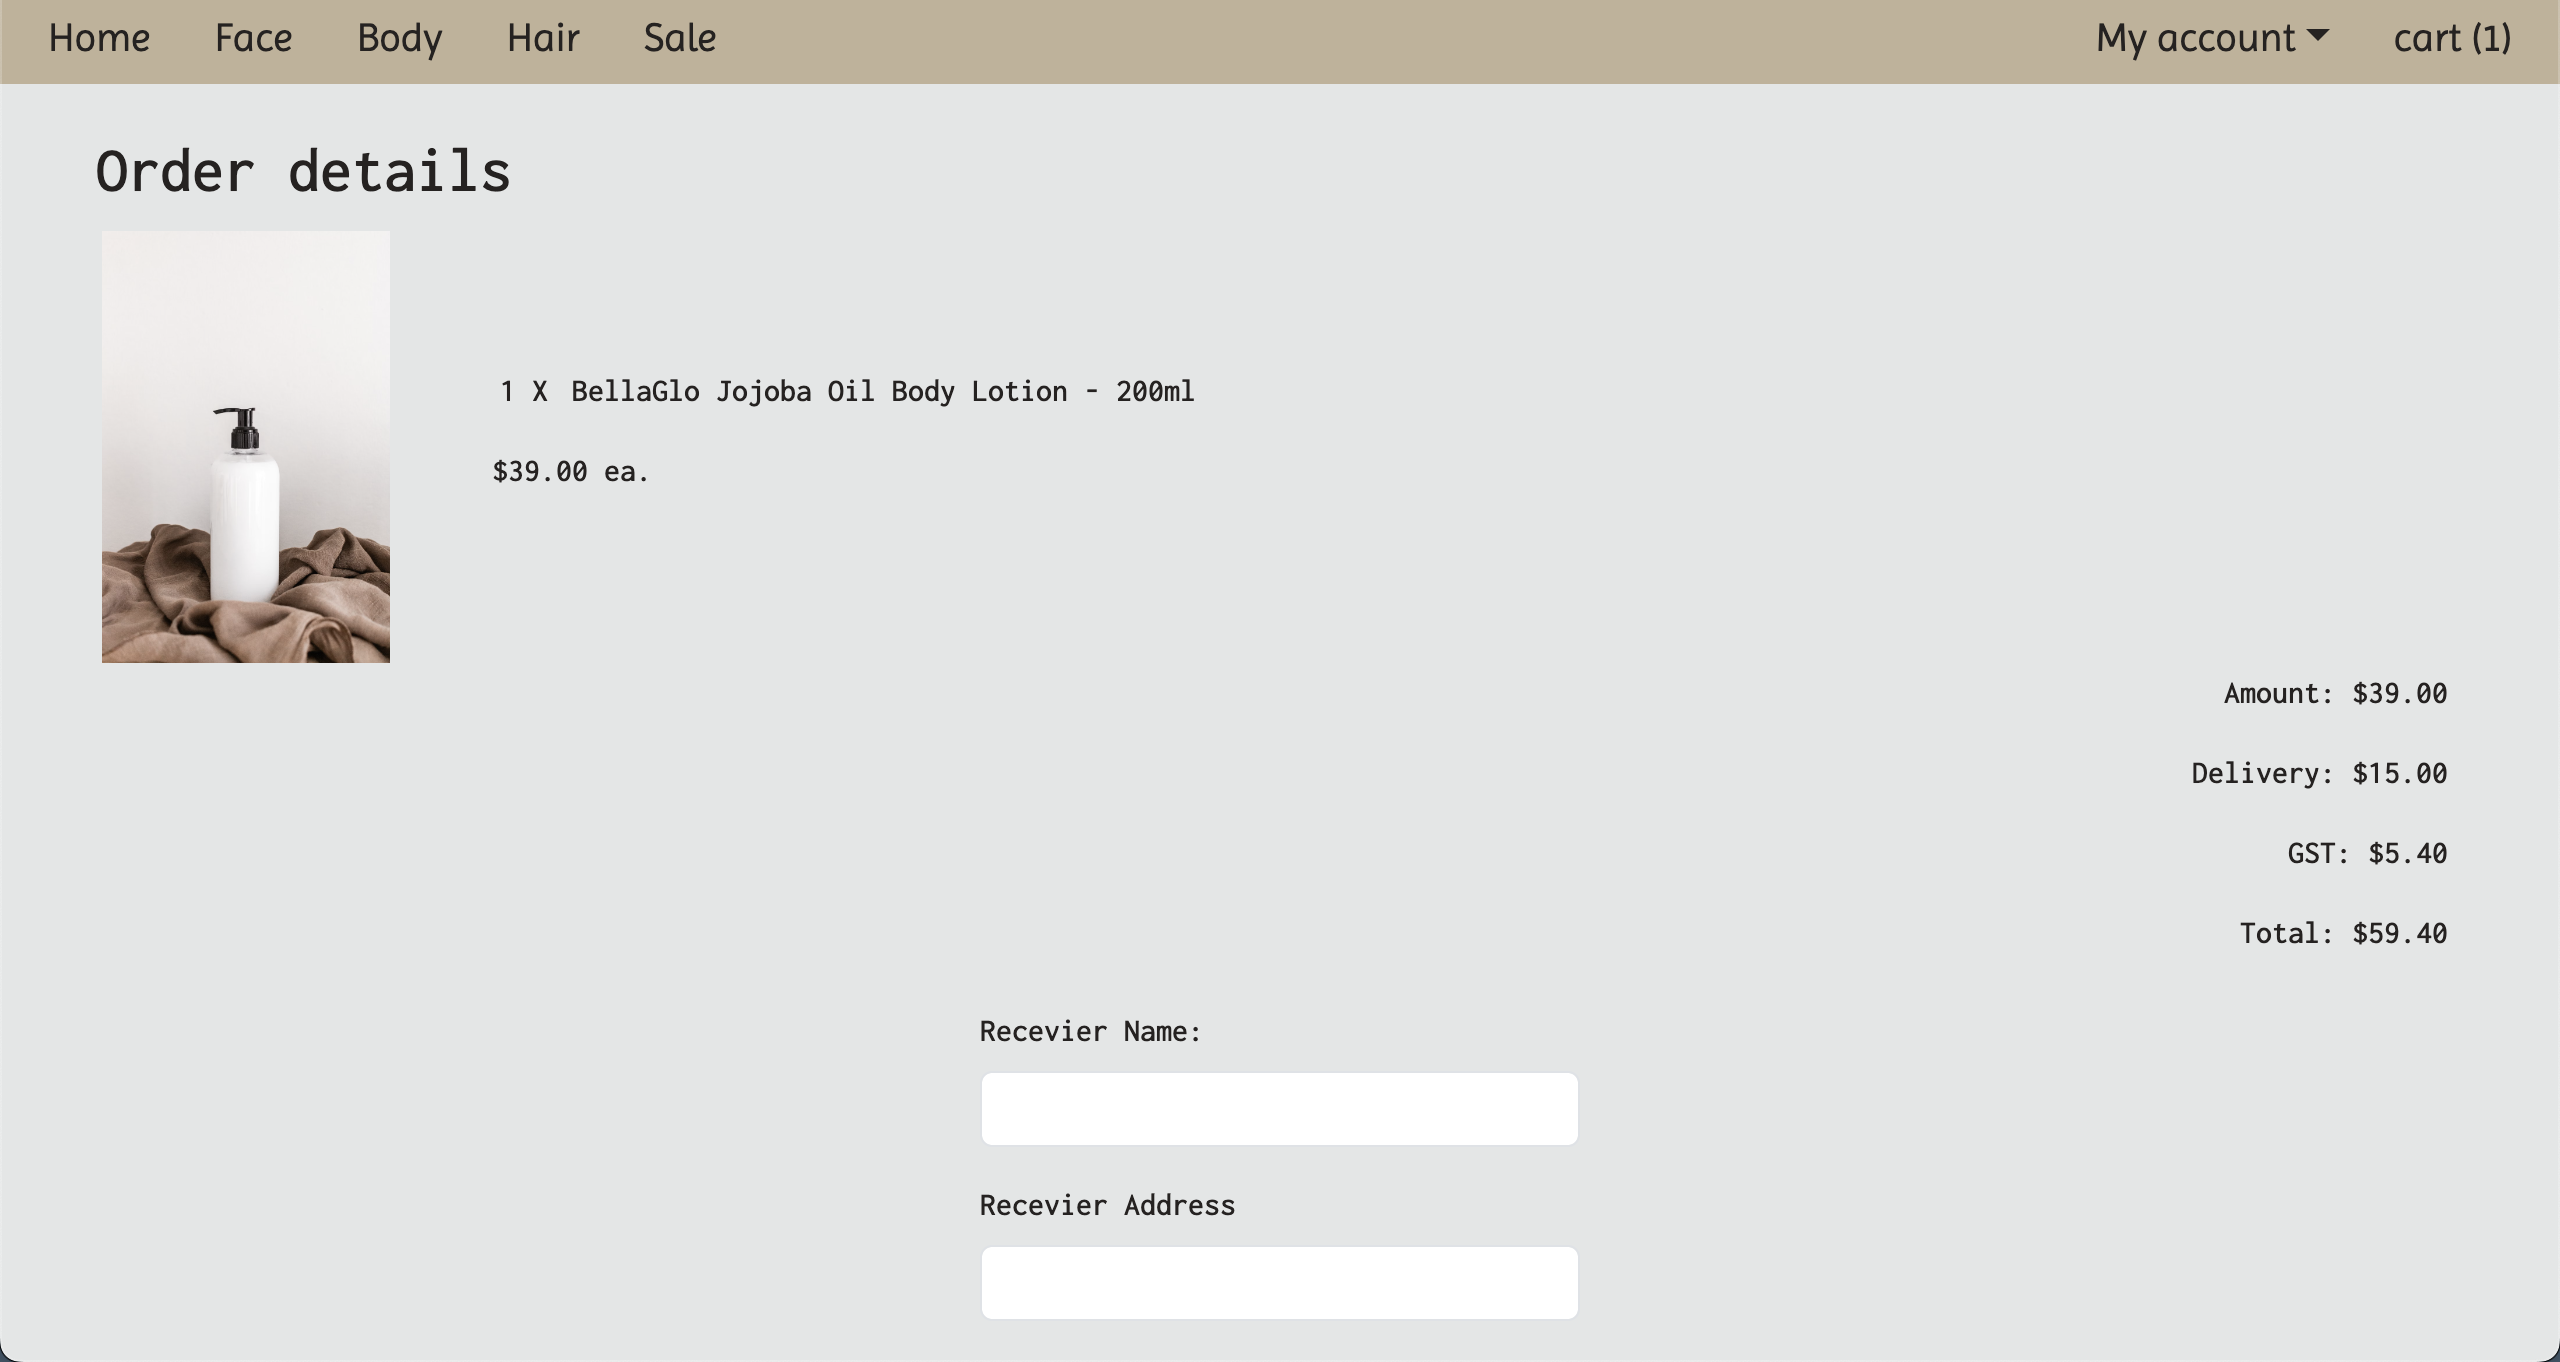 Home Face Body Hair Sale My account cart (1)
Order details
1 X BellaGlo Jojoba Oil Body Lotion - 200ml
$39.00 ea.
Amount: $39.00
Delivery: $15.00
GST: $5.40
Total: $59.40
Recevier Name:
Recevier Address